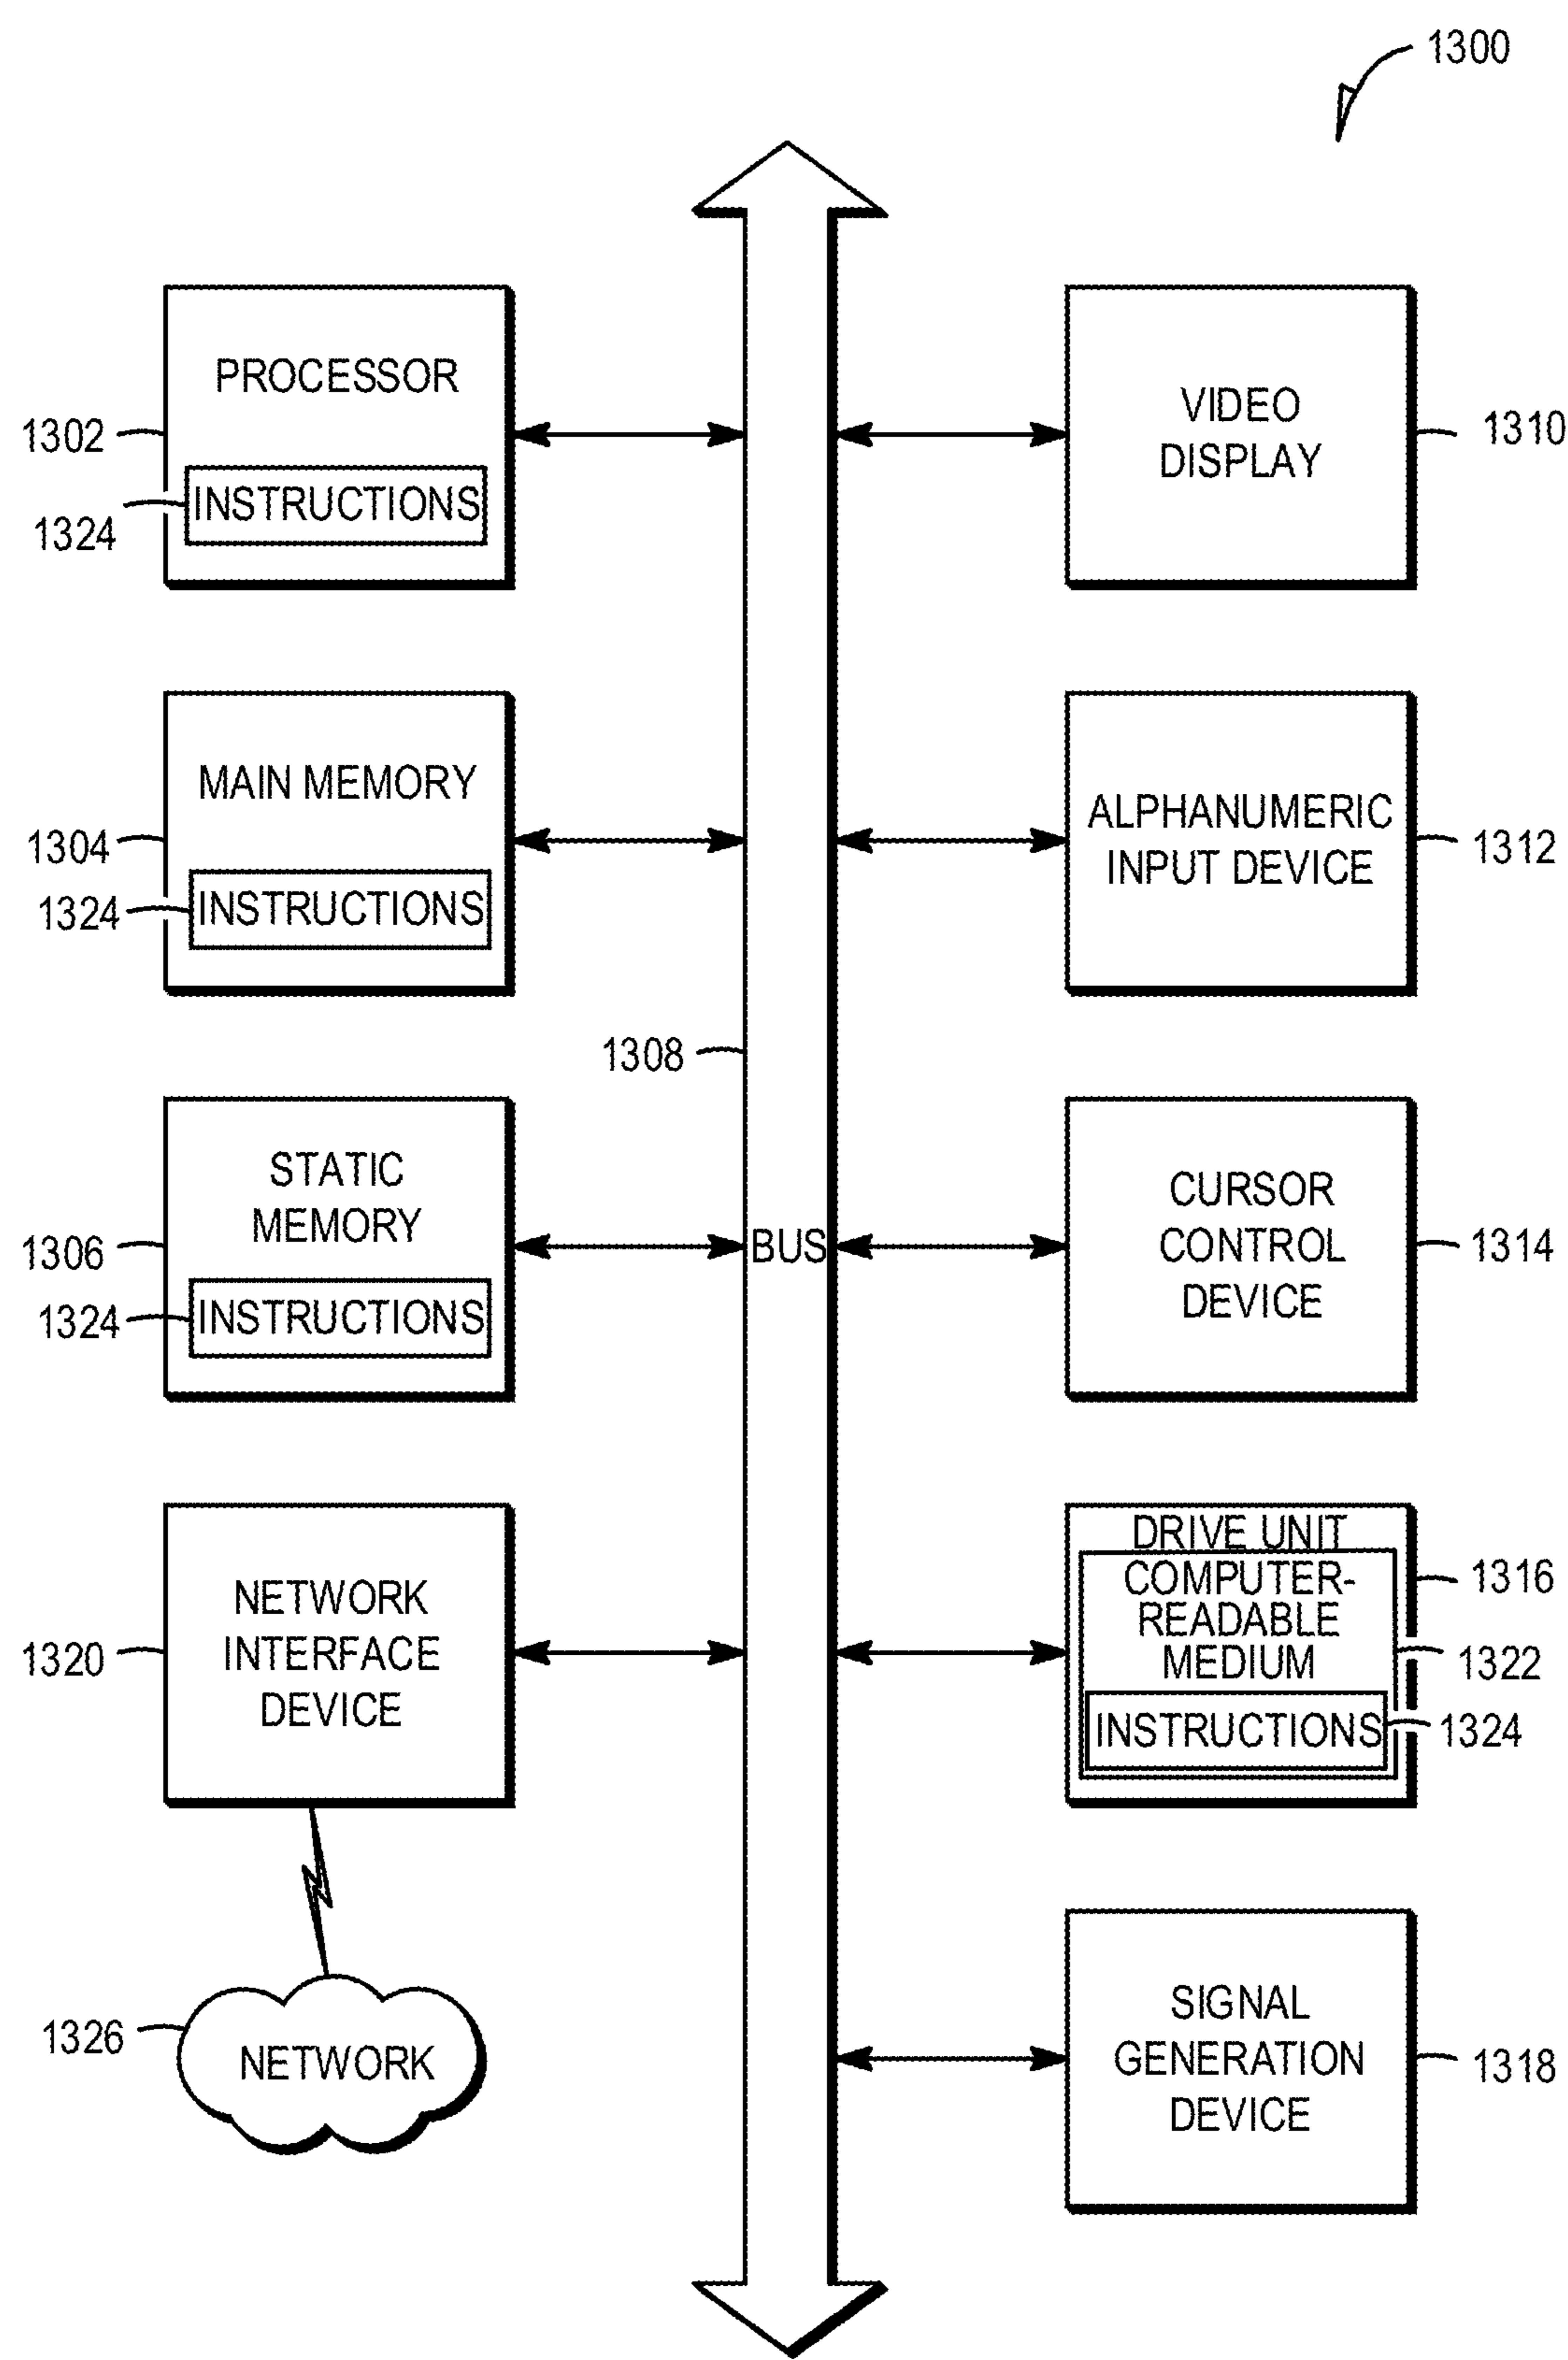 1300
PROCESSOR
1302
INSTRUCTIONS
1324
VIDEO
DISPLAY
1310
MAIN MEMORY
1304
INSTRUCTIONS
1324
ALPHANUMERIC
INPUT DEVICE
1312
1308
BUS
STATIC
MEMORY
1306
INSTRUCTIONS
1324
CURSOR
CONTROL
DEVICE
1314
NETWORK
INTERFACE
DEVICE
1320
DRIVE UNIT
1316
COMPUTER-
READABLE
MEDIUM
1322
INSTRUCTIONS
1324
1326
NETWORK
SIGNAL
GENERATION
DEVICE
1318